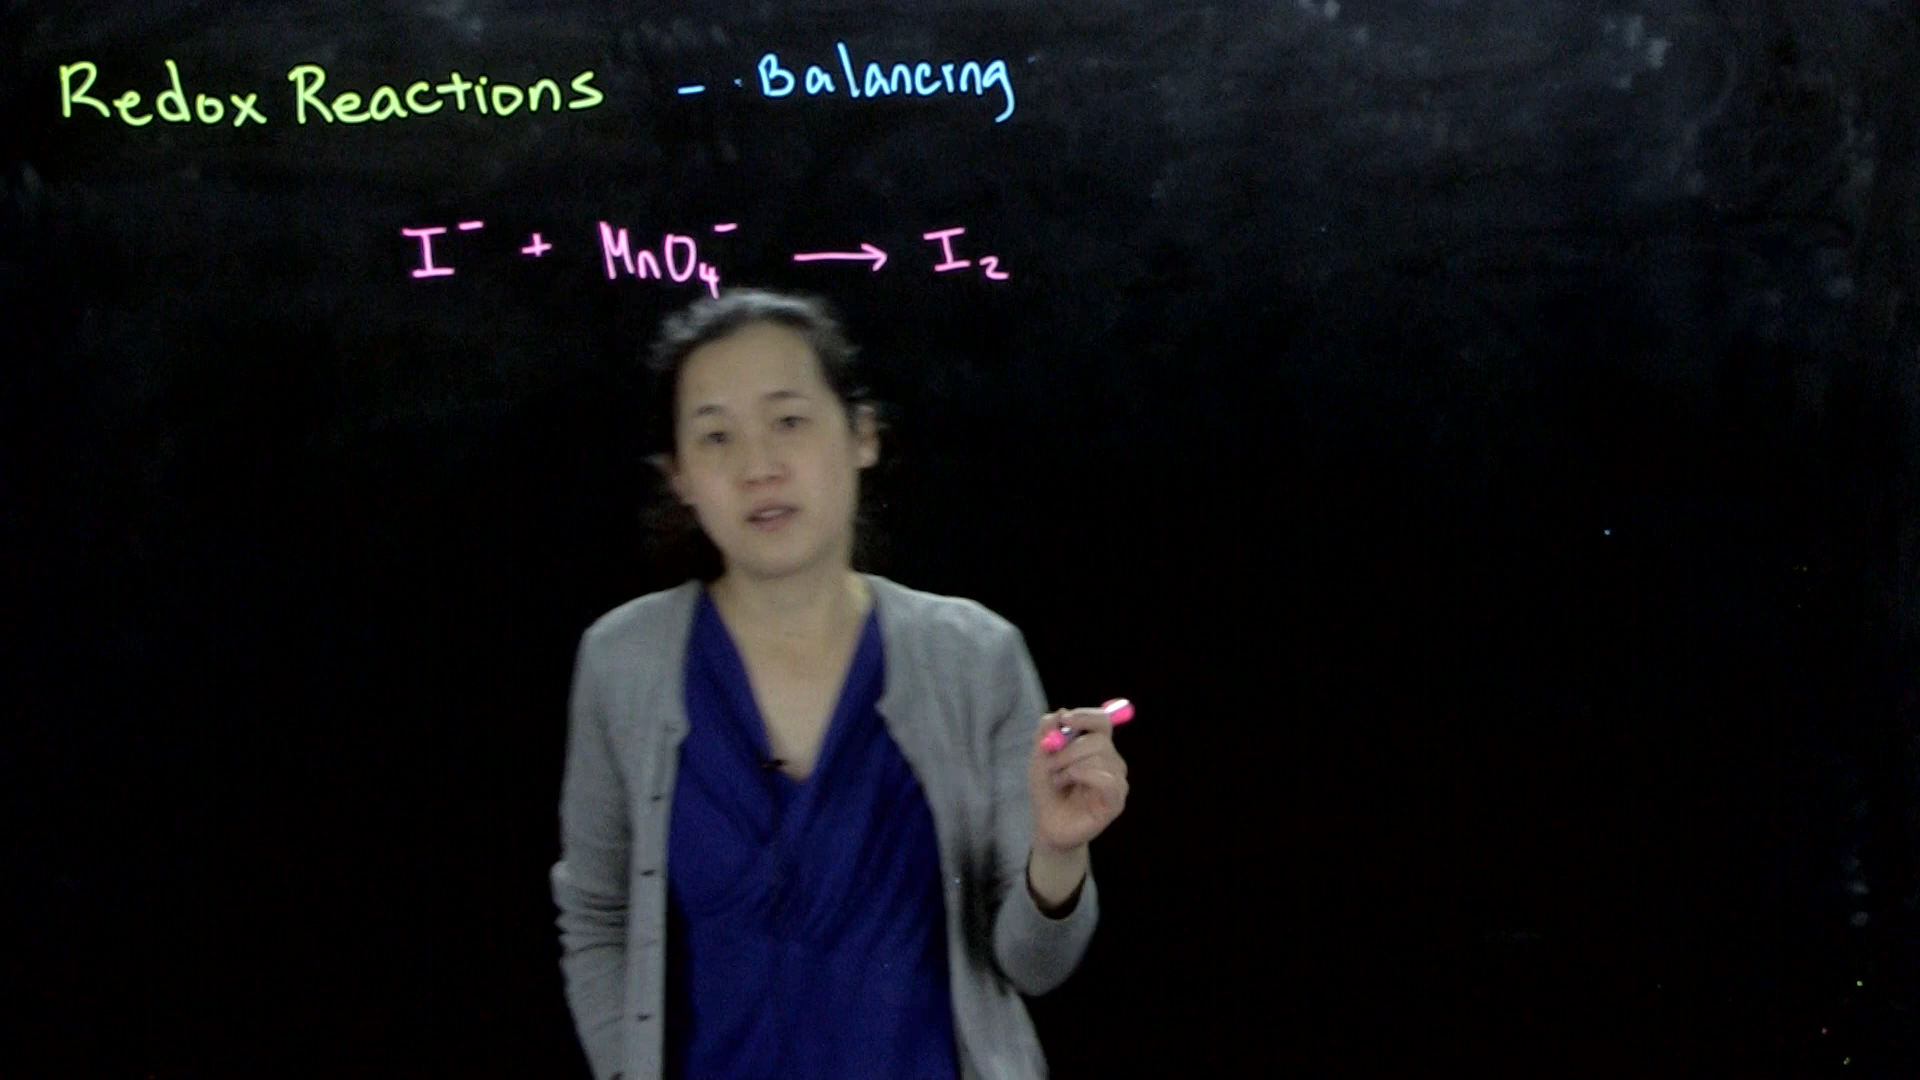 Redox Reactions - Balancing
I⁻ + MnO₄⁻ → I₂